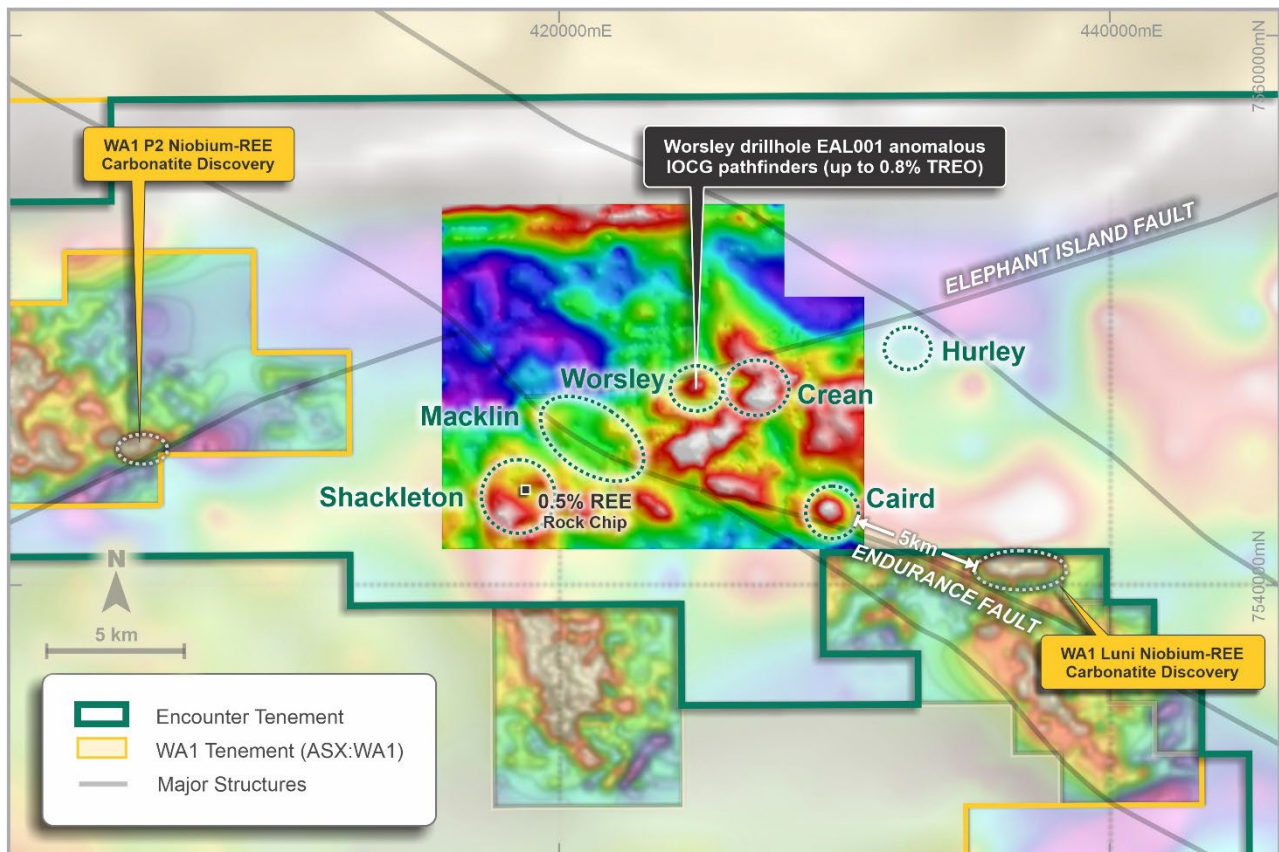 420000mE
440000mE
7560000mN
WA1 P2 Niobium-REE
Carbonatite Discovery
Worsley drillhole EAL001 anomalous
IOCG pathfinders (up to 0.8% TREO)
ELEPHANT ISLAND FAULT
Hurley
Worsley
Crean
Macklin
Shackleton
0.5% REE
Rock Chip
Caird
5km
ENDURANCE FAULT
7540000mN
N
5 km
WA1 Luni Niobium-REE
Carbonatite Discovery
Encounter Tenement
WA1 Tenement (ASX:WA1)
Major Structures